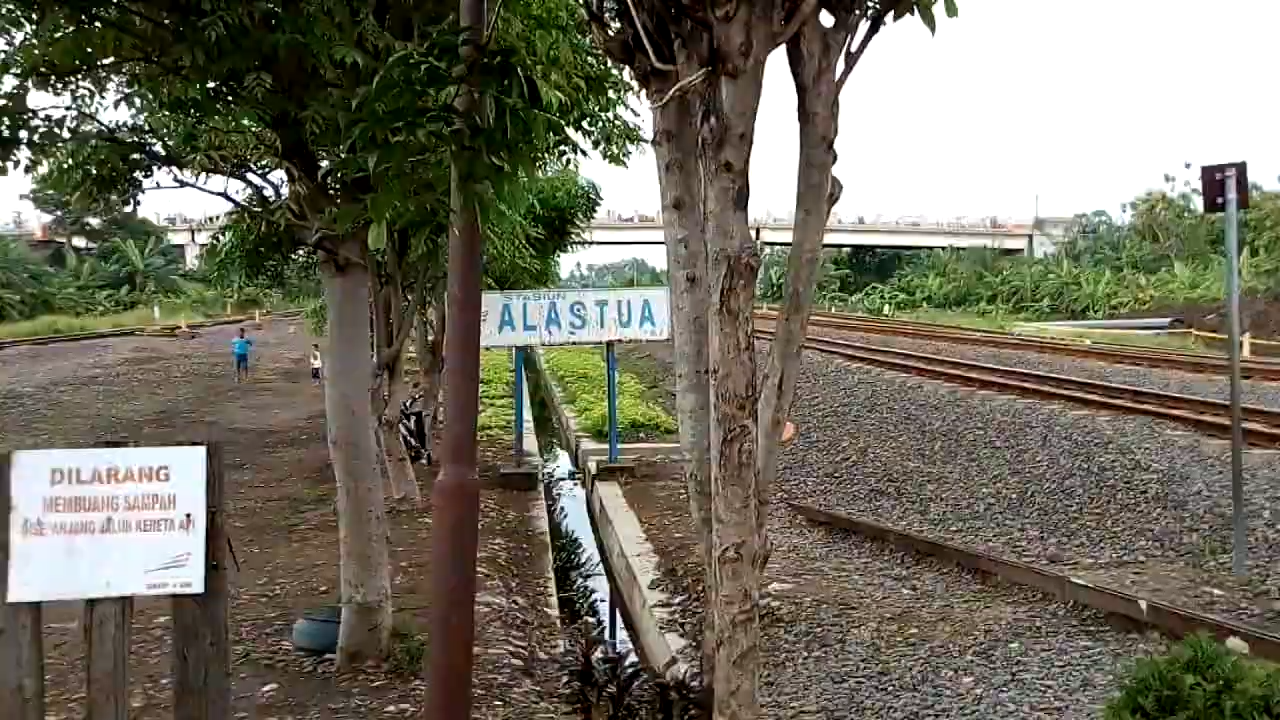 STASIUN
ALASTUA
DILARANG
MEMBUANG SAMPAH
JALUR KERETA API